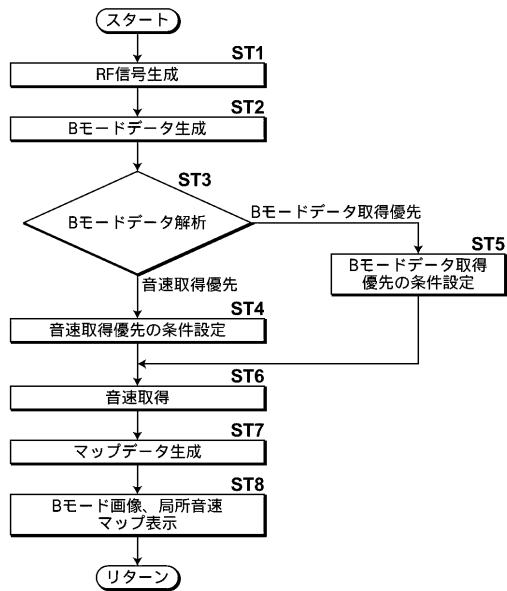 スタート
ST1
RF信号生成
ST2
Bモードデータ生成
ST3
Bモードデータ解析
Bモードデータ取得優先
ST5
Bモードデータ取得
優先の条件設定
音速取得優先
ST4
音速取得優先の条件設定
ST6
音速取得
ST7
マップデータ生成
ST8
Bモード画像、局所音速
マップ表示
リターン